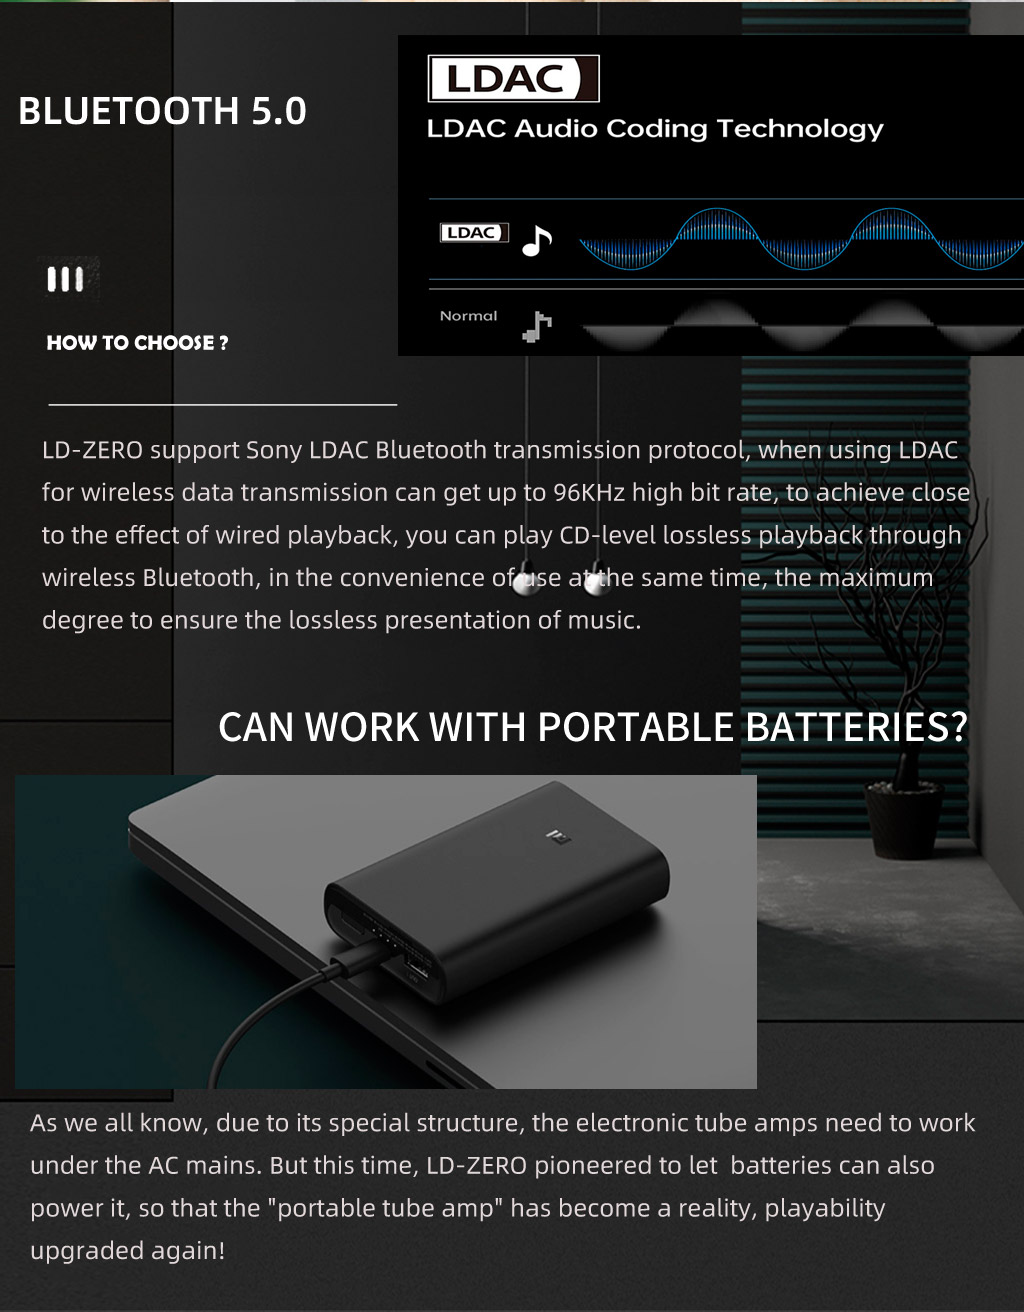 BLUETOOTH 5.0
LDAC
LDAC Audio Coding Technology
LDAC
Normal
HOW TO CHOOSE ?
LD-ZERO support Sony LDAC Bluetooth transmission protocol, when using LDAC
for wireless data transmission can get up to 96KHz high bit rate, to achieve close
to the effect of wired playback, you can play CD-level lossless playback through
wireless Bluetooth, in the convenience of use at the same time, the maximum
degree to ensure the lossless presentation of music.
CAN WORK WITH PORTABLE BATTERIES?
As we all know, due to its special structure, the electronic tube amps need to work
under the AC mains. But this time, LD-ZERO pioneered to let  batteries can also
power it, so that the "portable tube amp" has become a reality, playability
upgraded again!